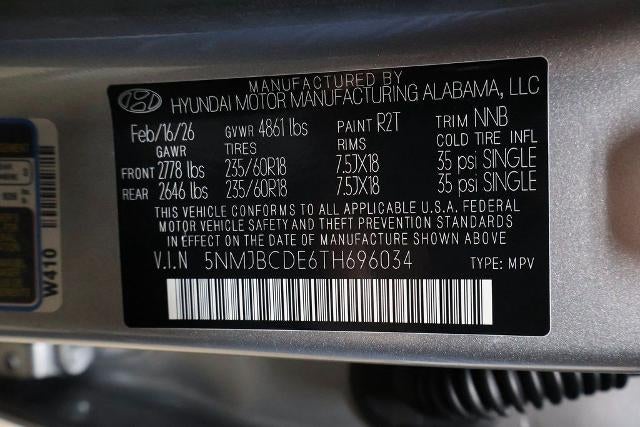 MANUFACTURED BY
HYUNDAI MOTOR MANUFACTURING ALABAMA, LLC
Feb/16/26 GVWR 4861 lbs PAINT R2T TRIM NNB
GAWR TIRES RIMS COLD TIRE INFL
FRONT 2778 lbs 235/60R18 7.5JX18 35 psi SINGLE
REAR 2646 lbs 235/60R18 7.5JX18 35 psi SINGLE
THIS VEHICLE CONFORMS TO ALL APPLICABLE U.S.A. FEDERAL
MOTOR VEHICLE SAFETY AND THEFT PREVENTION STANDARDS
IN EFFECT ON THE DATE OF MANUFACTURE SHOWN ABOVE
V.I.N 5NMJBCDE6TH696034 TYPE: MPV
W410